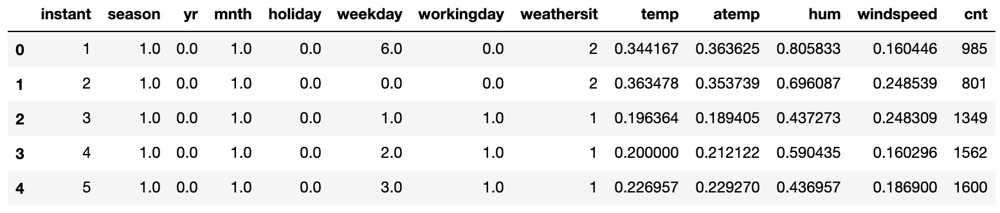 instant season yr mnth holiday weekday workingday weathersit temp atemp hum windspeed cnt
0 1 1.0 0.0 1.0 0.0 6.0 0.0 2 0.344167 0.363625 0.805833 0.160446 985
1 2 1.0 0.0 1.0 0.0 0.0 0.0 2 0.363478 0.353739 0.696087 0.248539 801
2 3 1.0 0.0 1.0 0.0 1.0 1.0 1 0.196364 0.189405 0.437273 0.248309 1349
3 4 1.0 0.0 1.0 0.0 2.0 1.0 1 0.200000 0.212122 0.590435 0.160296 1562
4 5 1.0 0.0 1.0 0.0 3.0 1.0 1 0.226957 0.229270 0.436957 0.186900 1600